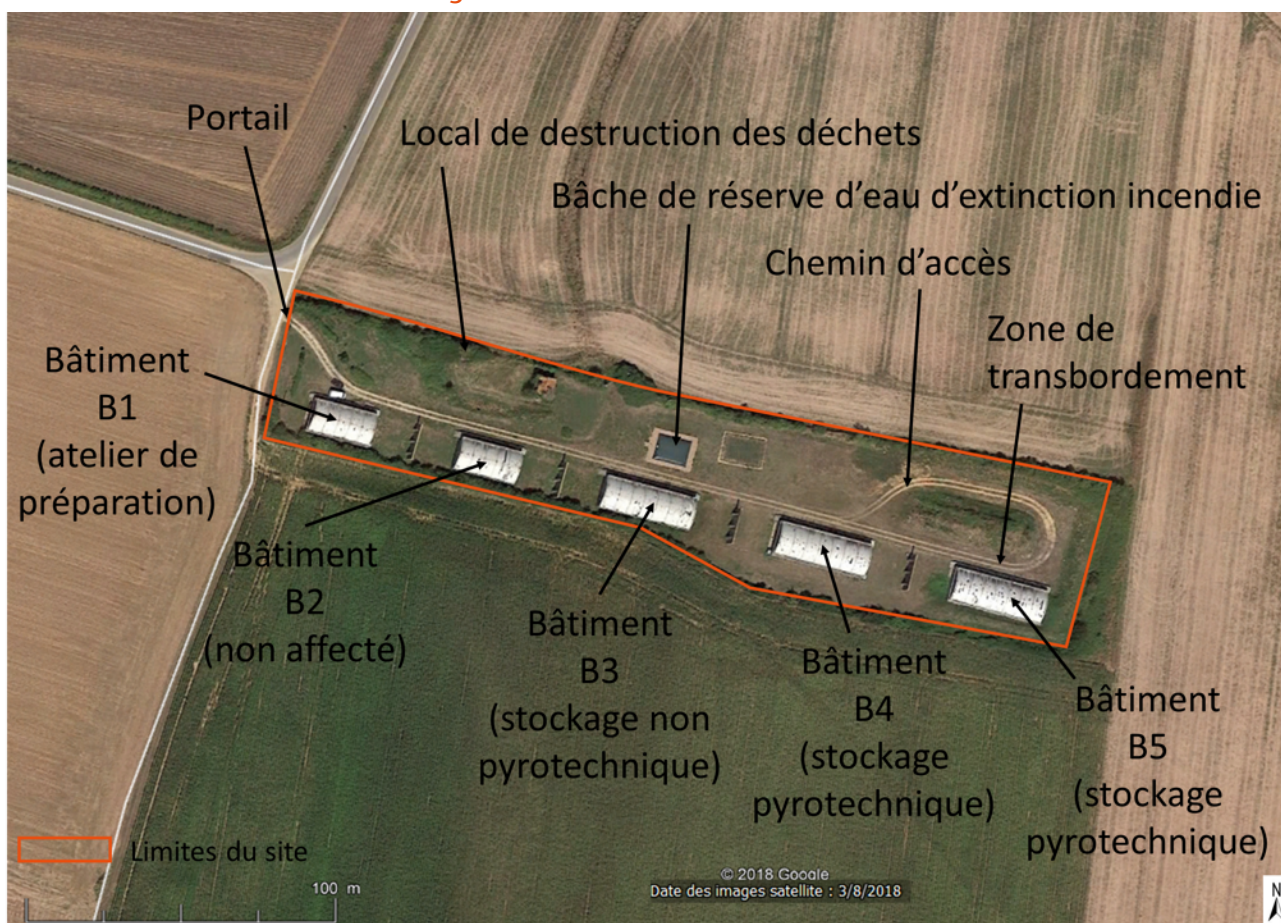 Portail
Local de destruction des déchets
Bâche de réserve d'eau d'extinction incendie
Chemin d'accès
Zone de
transbordement
Bâtiment
B1
(atelier de
préparation)
Bâtiment
B2
(non affecté)
Bâtiment
B3
(stockage non
pyrotechnique)
Bâtiment
B4
(stockage
pyrotechnique)
Bâtiment
B5
(stockage
pyrotechnique)
Limites du site
100 m
© 2018 Google
Date des images satellite : 3/8/2018
N